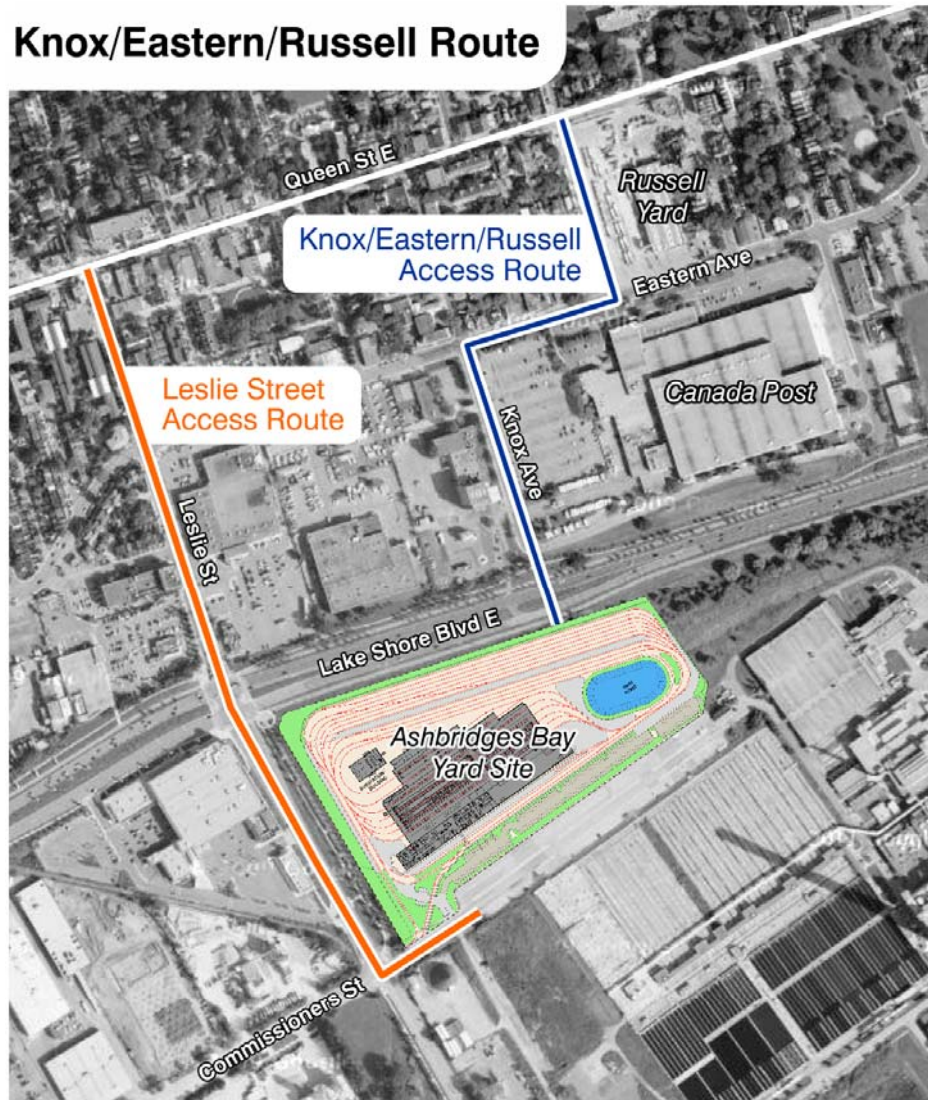 Knox/Eastern/Russell Route
Queen St E
Russell
Yard
Knox/Eastern/Russell
Access Route
Eastern Ave
Leslie Street
Access Route
Canada Post
Knox Ave
Leslie St
Lake Shore Blvd E
Ashbridges Bay
Yard Site
Commissioners St